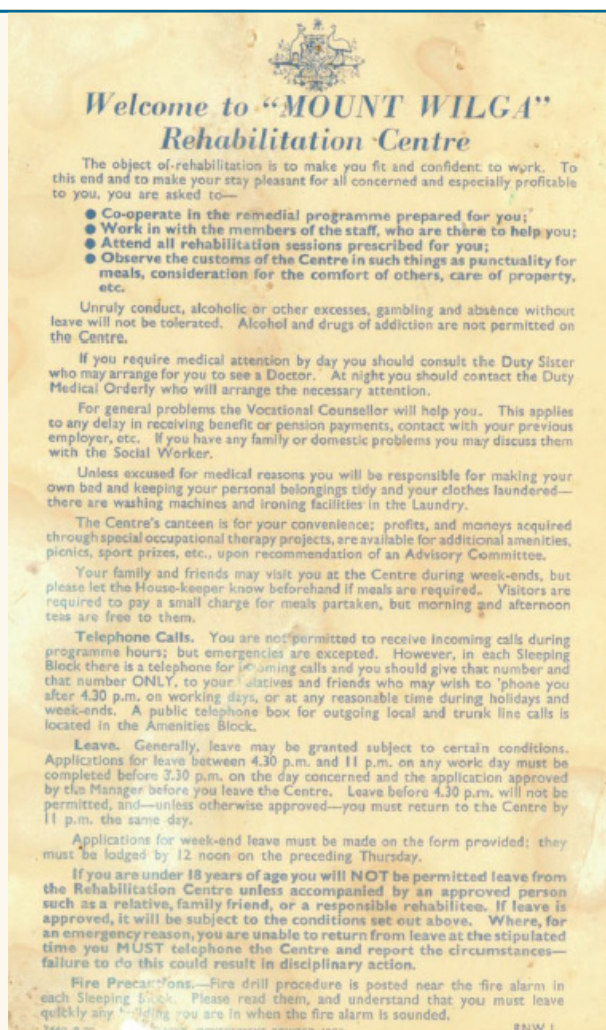 Welcome to “MOUNT WILGA”
Rehabilitation Centre
The object of rehabilitation is to make you fit and confident to work. To
this end and to make your stay pleasant for all concerned and especially profitable
to you, you are asked to—
● Co-operate in the remedial programme prepared for you;
● Work in with the members of the staff, who are there to help you;
● Attend all rehabilitation sessions prescribed for you;
● Observe the customs of the Centre in such things as punctuality for
meals, consideration for the comfort of others, care of property,
etc.
Unruly conduct, alcoholic or other excesses, gambling and absence without
leave will not be tolerated. Alcohol and drugs of addiction are not permitted on
the Centre.
If you require medical attention by day you should consult the Duty Sister
who may arrange for you to see a Doctor. At night you should contact the Duty
Medical Orderly who will arrange the necessary attention.
For general problems the Vocational Counsellor will help you. This applies
to any delay in receiving benefit or pension payments, contact with your previous
employer, etc. If you have any family or domestic problems you may discuss them
with the Social Worker.
Unless excused for medical reasons you will be responsible for making your
own bed and keeping your personal belongings tidy and your clothes laundered—
there are washing machines and ironing facilities in the Laundry.
The Centre's canteen is for your convenience; profits, and moneys acquired
through special occupational therapy projects, are available for additional amenities,
picnics, sport prizes, etc., upon recommendation of an Advisory Committee.
Your family and friends may visit you at the Centre during week-ends, but
please let the House-keeper know beforehand if meals are required. Visitors are
required to pay a small charge for meals partaken, but morning and afternoon
teas are free to them.
Telephone Calls. You are not permitted to receive incoming calls during
programme hours; but emergencies are excepted. However, in each Sleeping
Block there is a telephone for incoming calls and you should give that number and
that number ONLY, to your relatives and friends who may wish to 'phone you
after 4.30 p.m. on working days, or at any reasonable time during holidays and
week-ends. A public telephone box for outgoing local and trunk line calls is
located in the Amenities Block.
Leave. Generally, leave may be granted subject to certain conditions.
Applications for leave between 4.30 p.m. and 11 p.m. on any work day must be
completed before 3.30 p.m. on the day concerned and the application approved
by the Manager before you leave the Centre. Leave before 4.30 p.m. will not be
permitted, and—unless otherwise approved—you must return to the Centre by
11 p.m. the same day.
Applications for week-end leave must be made on the form provided; they
must be lodged by 12 noon on the preceding Thursday.
If you are under 18 years of age you will NOT be permitted leave from
the Rehabilitation Centre unless accompanied by an approved person
such as a relative, family friend, or a responsible rehabilitee. If leave is
approved, it will be subject to the conditions set out above. Where, for
an emergency reason, you are unable to return from leave at the stipulated
time you MUST telephone the Centre and report the circumstances—
failure to do this could result in disciplinary action.
Fire Precautions.—Fire drill procedure is posted near the fire alarm in
each Sleeping Block. Please read them, and understand that you must leave
quickly any building you are in when the fire alarm is sounded.